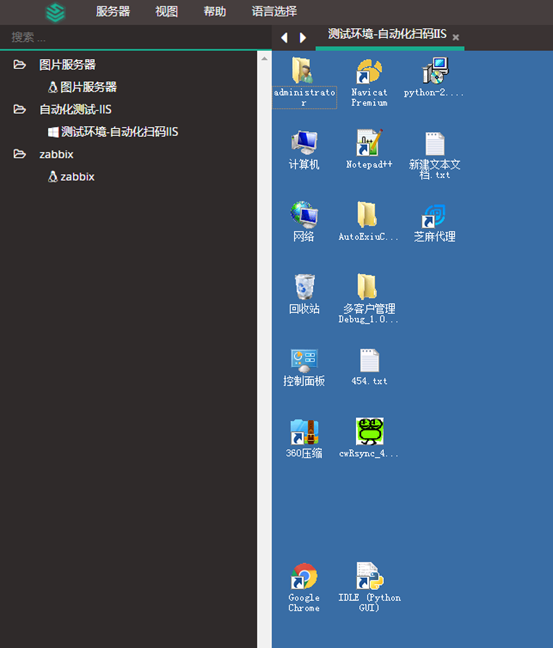 服务器 视图 帮助 语言选择
搜索 ...
图片服务器
图片服务器
自动化测试-IIS
测试环境-自动化扫码IIS
zabbix
zabbix
测试环境-自动化扫码IIS
administrato
r
Navicat
Premium
python-2....
计算机
Notepad++
新建文本文
档.txt
网络
AutoExiuC...
芝麻代理
回收站
多客户管理
Debug_1.0...
控制面板
454.txt
360压缩
cwRsync_4...
Google
Chrome
IDLE (Python
GUI)